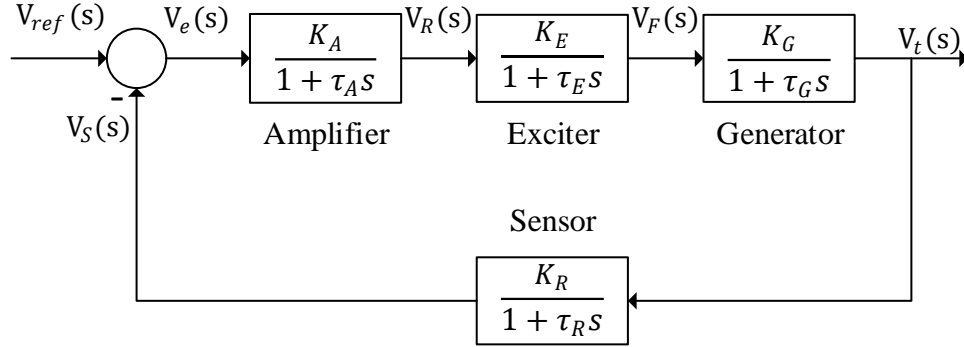 V_ref(s)
V_e(s)
K_A
1 + τ_A s
Amplifier
V_R(s)
K_E
1 + τ_E s
Exciter
V_F(s)
K_G
1 + τ_G s
Generator
V_t(s)
-
V_S(s)
Sensor
K_R
1 + τ_R s